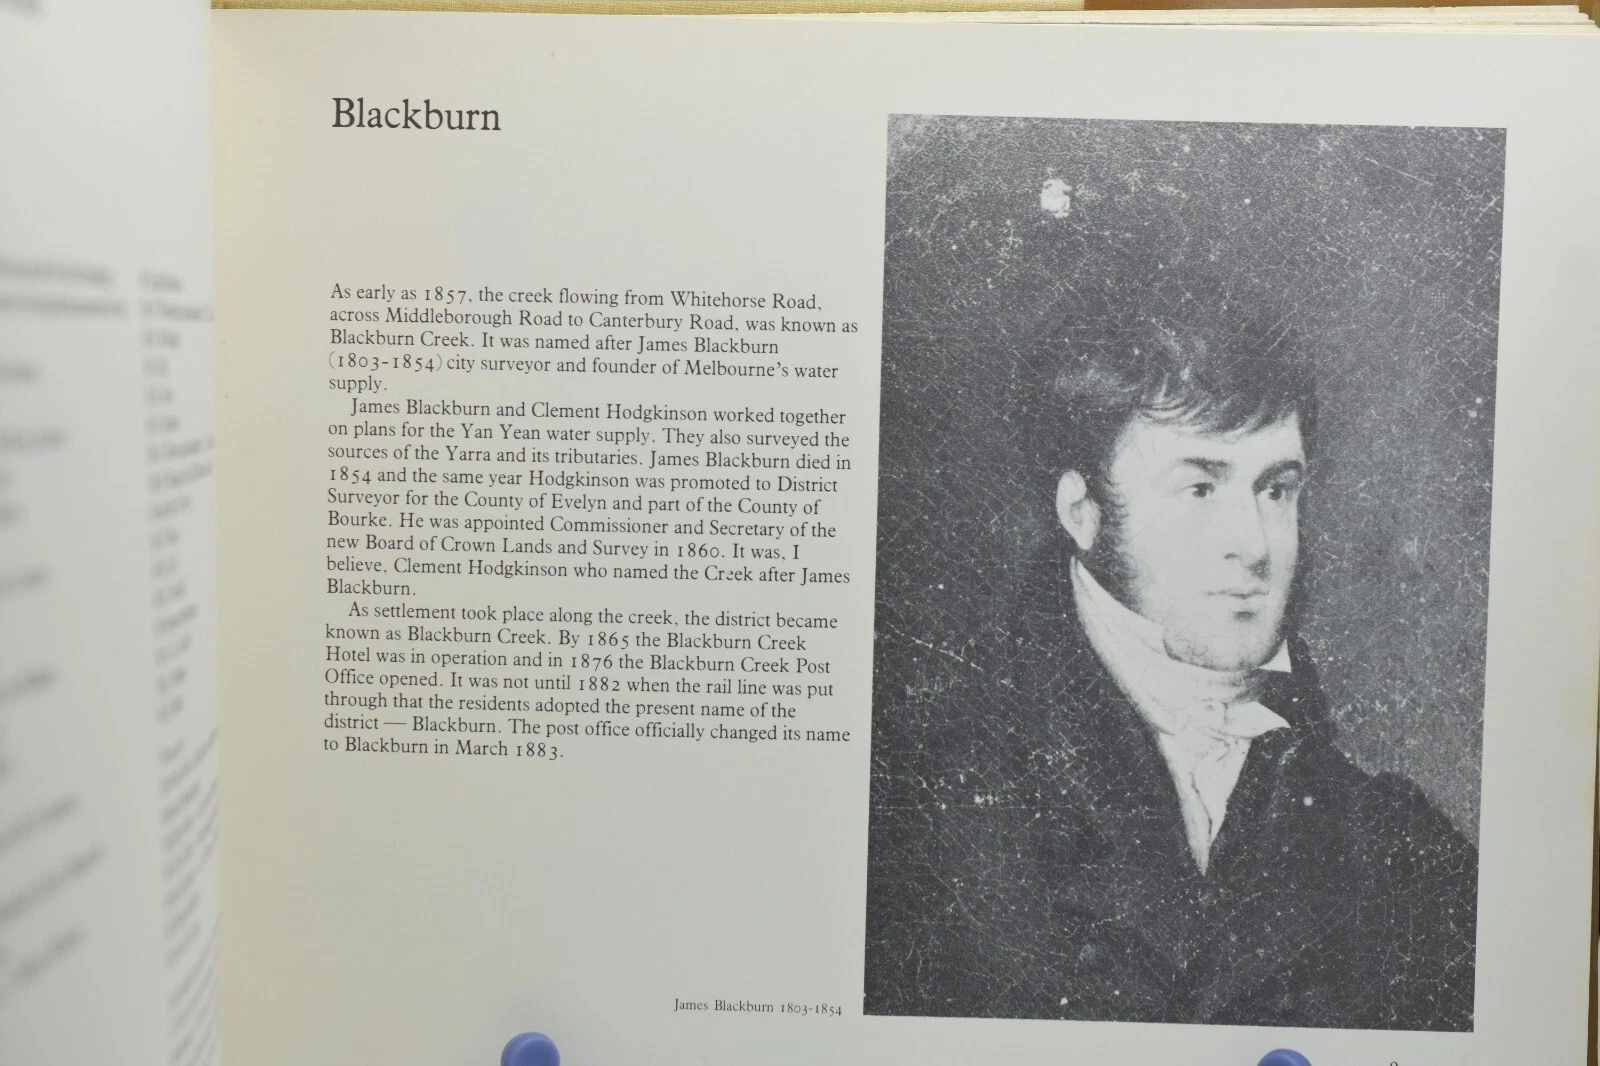 Blackburn
As early as 1857, the creek flowing from Whitehorse Road,
across Middleborough Road to Canterbury Road, was known as
Blackburn Creek. It was named after James Blackburn
(1803-1854) city surveyor and founder of Melbourne's water
supply.
James Blackburn and Clement Hodgkinson worked together
on plans for the Yan Yean water supply. They also surveyed the
sources of the Yarra and its tributaries. James Blackburn died in
1854 and the same year Hodgkinson was promoted to District
Surveyor for the County of Evelyn and part of the County of
Bourke. He was appointed Commissioner and Secretary of the
new Board of Crown Lands and Survey in 1860. It was, I
believe, Clement Hodgkinson who named the Creek after James
Blackburn.
As settlement took place along the creek, the district became
known as Blackburn Creek. By 1865 the Blackburn Creek
Hotel was in operation and in 1876 the Blackburn Creek Post
Office opened. It was not until 1882 when the rail line was put
through that the residents adopted the present name of the
district — Blackburn. The post office officially changed its name
to Blackburn in March 1883.
James Blackburn 1803-1854